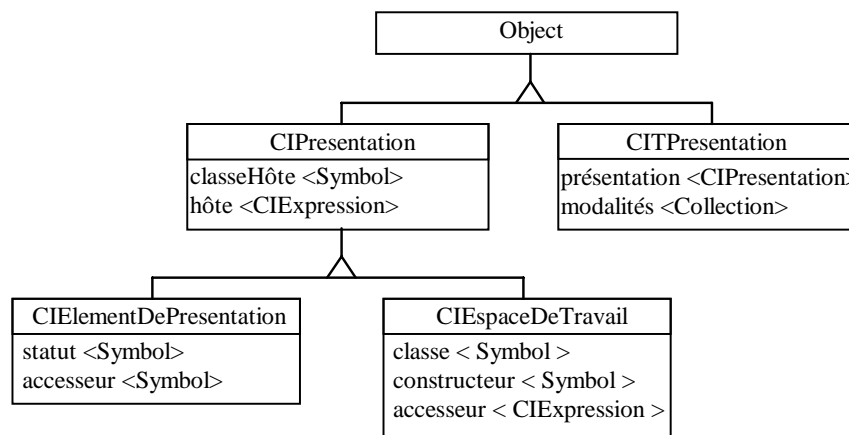 Object
CIPresentation
classeHôte <Symbol>
hôte <CIExpression>
CITPresentation
présentation <CIPresentation>
modalités <Collection>
CIElementDePresentation
statut <Symbol>
accesseur <Symbol>
CIEspaceDeTravail
classe < Symbol >
constructeur < Symbol >
accesseur < CIExpression >